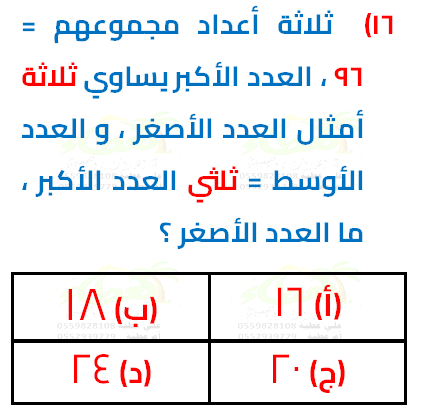 ١٦) ثلاثة أعداد مجموعهم =
٩٦ ، العدد الأكبر يساوي ثلاثة
أمثال العدد الأصغر ، و العدد
الأوسط = ثلثي العدد الأكبر ،
ما العدد الأصغر ؟
(أ) ١٦ (ب) ١٨
(ج) ٢٠ (د) ٢٤